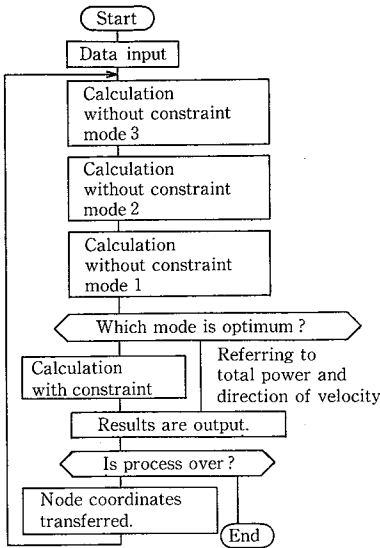 Start
Data input
Calculation
without constraint
mode 3
Calculation
without constraint
mode 2
Calculation
without constraint
mode 1
Which mode is optimum?
Calculation
with constraint
Referring to
total power and
direction of velocity
Results are output.
Is process over?
Node coordinates
transferred.
End